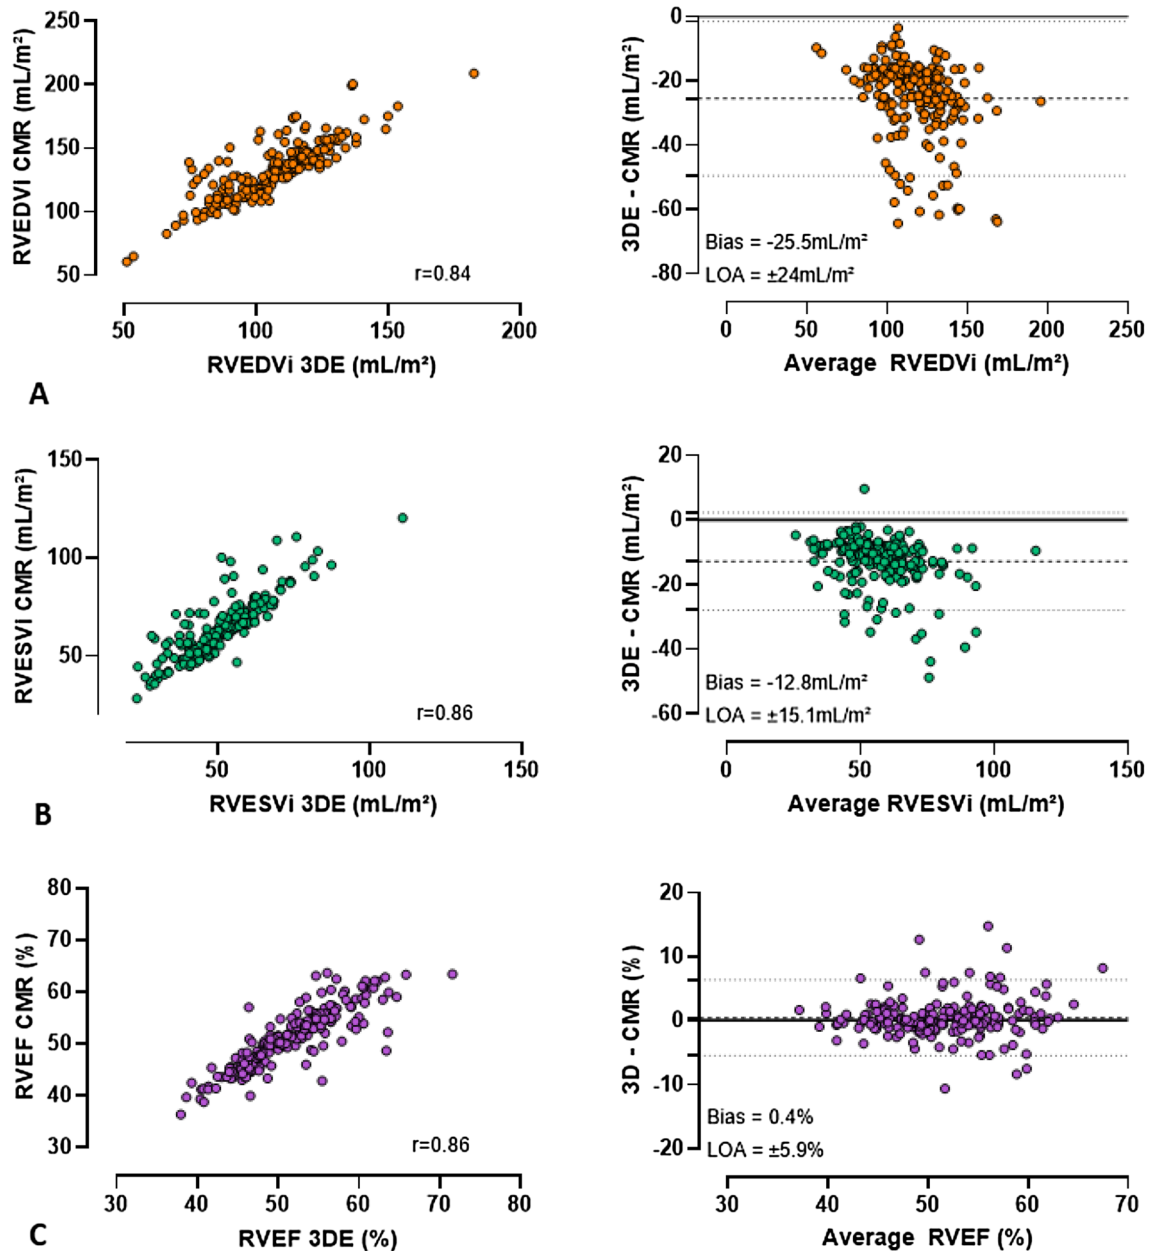 250
200
150
100
50
RVEDVi CMR (mL/m²)
r=0.84
50 100 150 200
RVEDVi 3DE (mL/m²)
0
-20
-40
-60
-80
3DE - CMR (mL/m²)
Bias = -25.5mL/m²
LOA = ±24mL/m²
0 50 100 150 200 250
Average RVEDVi (mL/m²)
A
150
100
50
RVESVi CMR (mL/m²)
r=0.86
50 100 150
RVESVi 3DE (mL/m²)
20
0
-20
-40
-60
3DE - CMR (mL/m²)
Bias = -12.8mL/m²
LOA = ±15.1mL/m²
0 50 100 150
Average RVESVi (mL/m²)
B
80
70
60
50
40
30
RVEF CMR (%)
r=0.86
30 40 50 60 70 80
RVEF 3DE (%)
20
10
0
-10
-20
3D - CMR (%)
Bias = 0.4%
LOA = ±5.9%
30 40 50 60 70
Average RVEF (%)
C